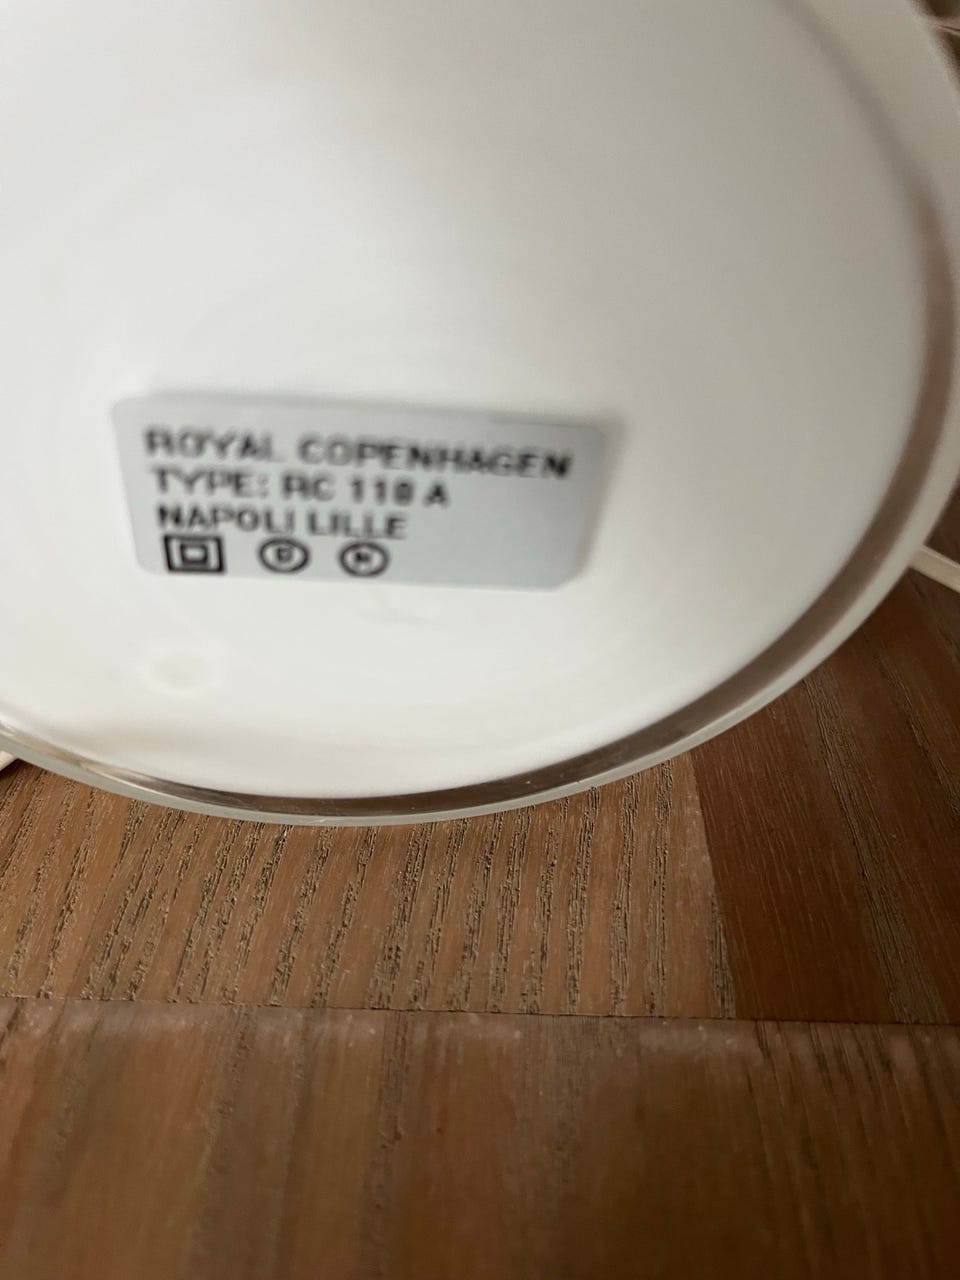 ROYAL COPENHAGEN
TYPE: RC 110 A
NAPOLI LILLE